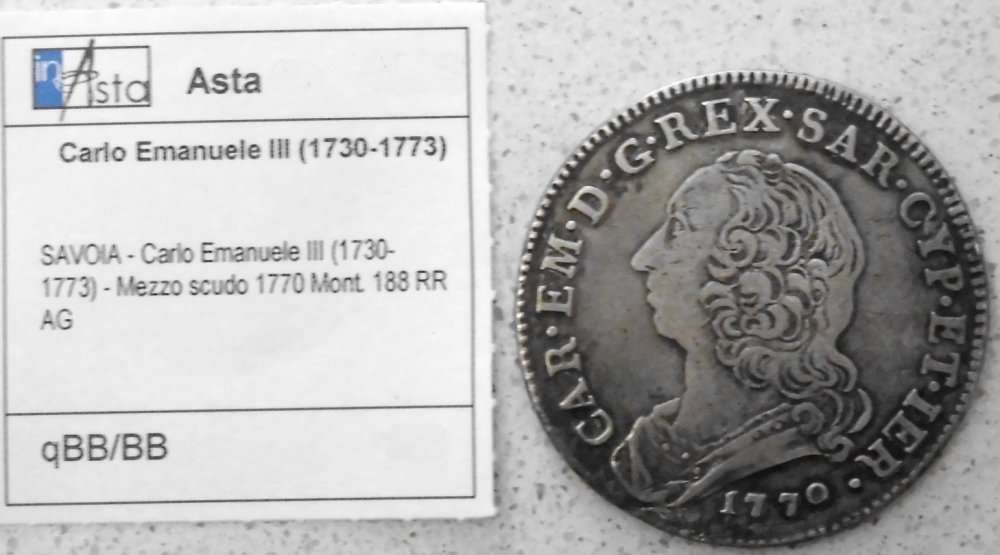 inAsta
Asta
Carlo Emanuele III (1730-1773)
SAVOIA - Carlo Emanuele III (1730-
1773) - Mezzo scudo 1770 Mont. 188 RR
AG
qBB/BB
CAR·EM·D·G·REX·SAR·CYP·ET·IER·
1770